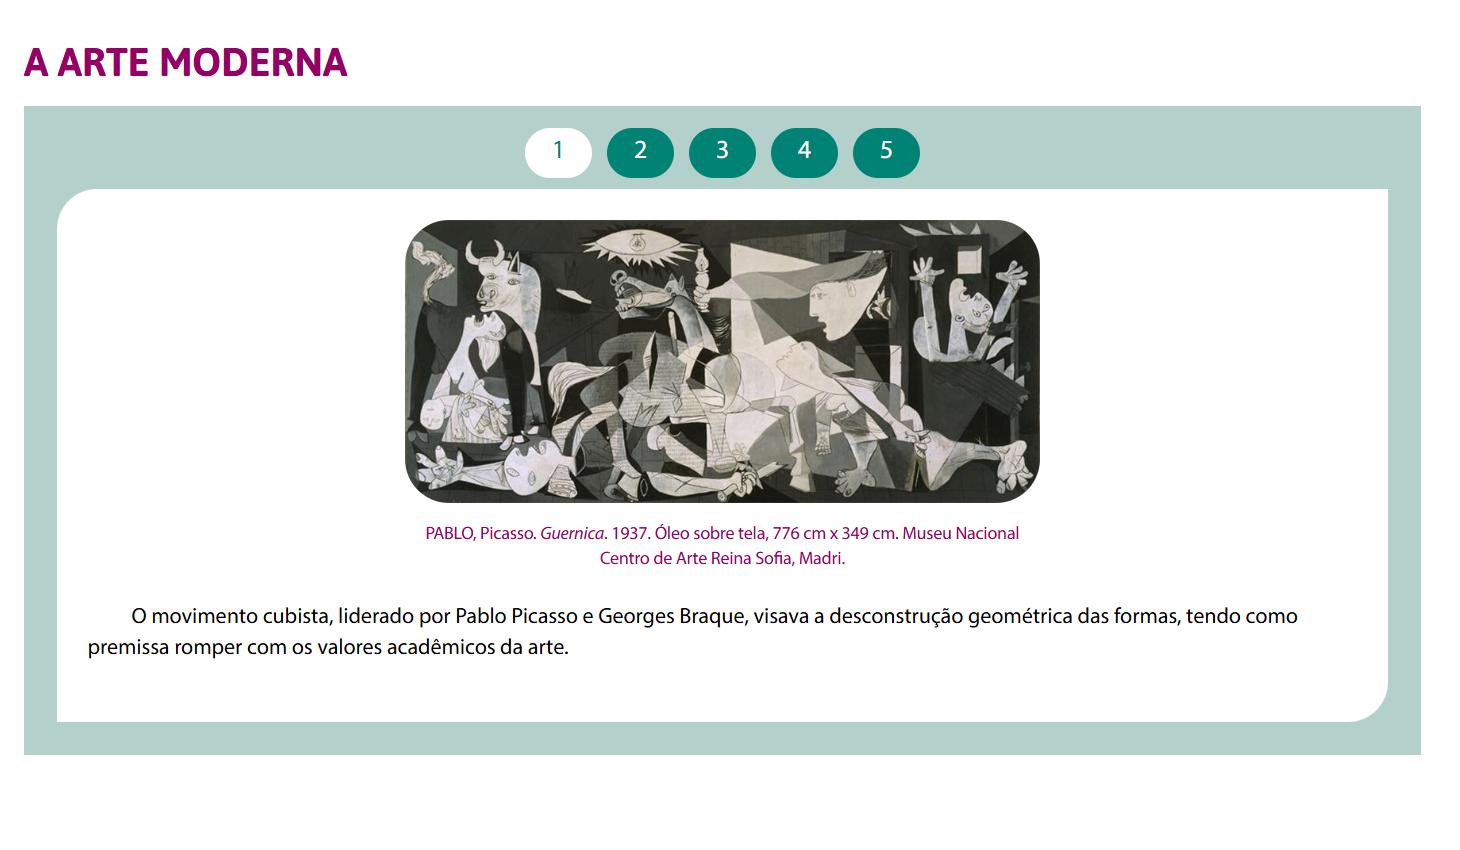 A ARTE MODERNA
1 2 3 4 5
PABLO, Picasso. Guernica. 1937. Óleo sobre tela, 776 cm x 349 cm. Museu Nacional
Centro de Arte Reina Sofia, Madri.
O movimento cubista, liderado por Pablo Picasso e Georges Braque, visava a desconstrução geométrica das formas, tendo como
premissa romper com os valores acadêmicos da arte.